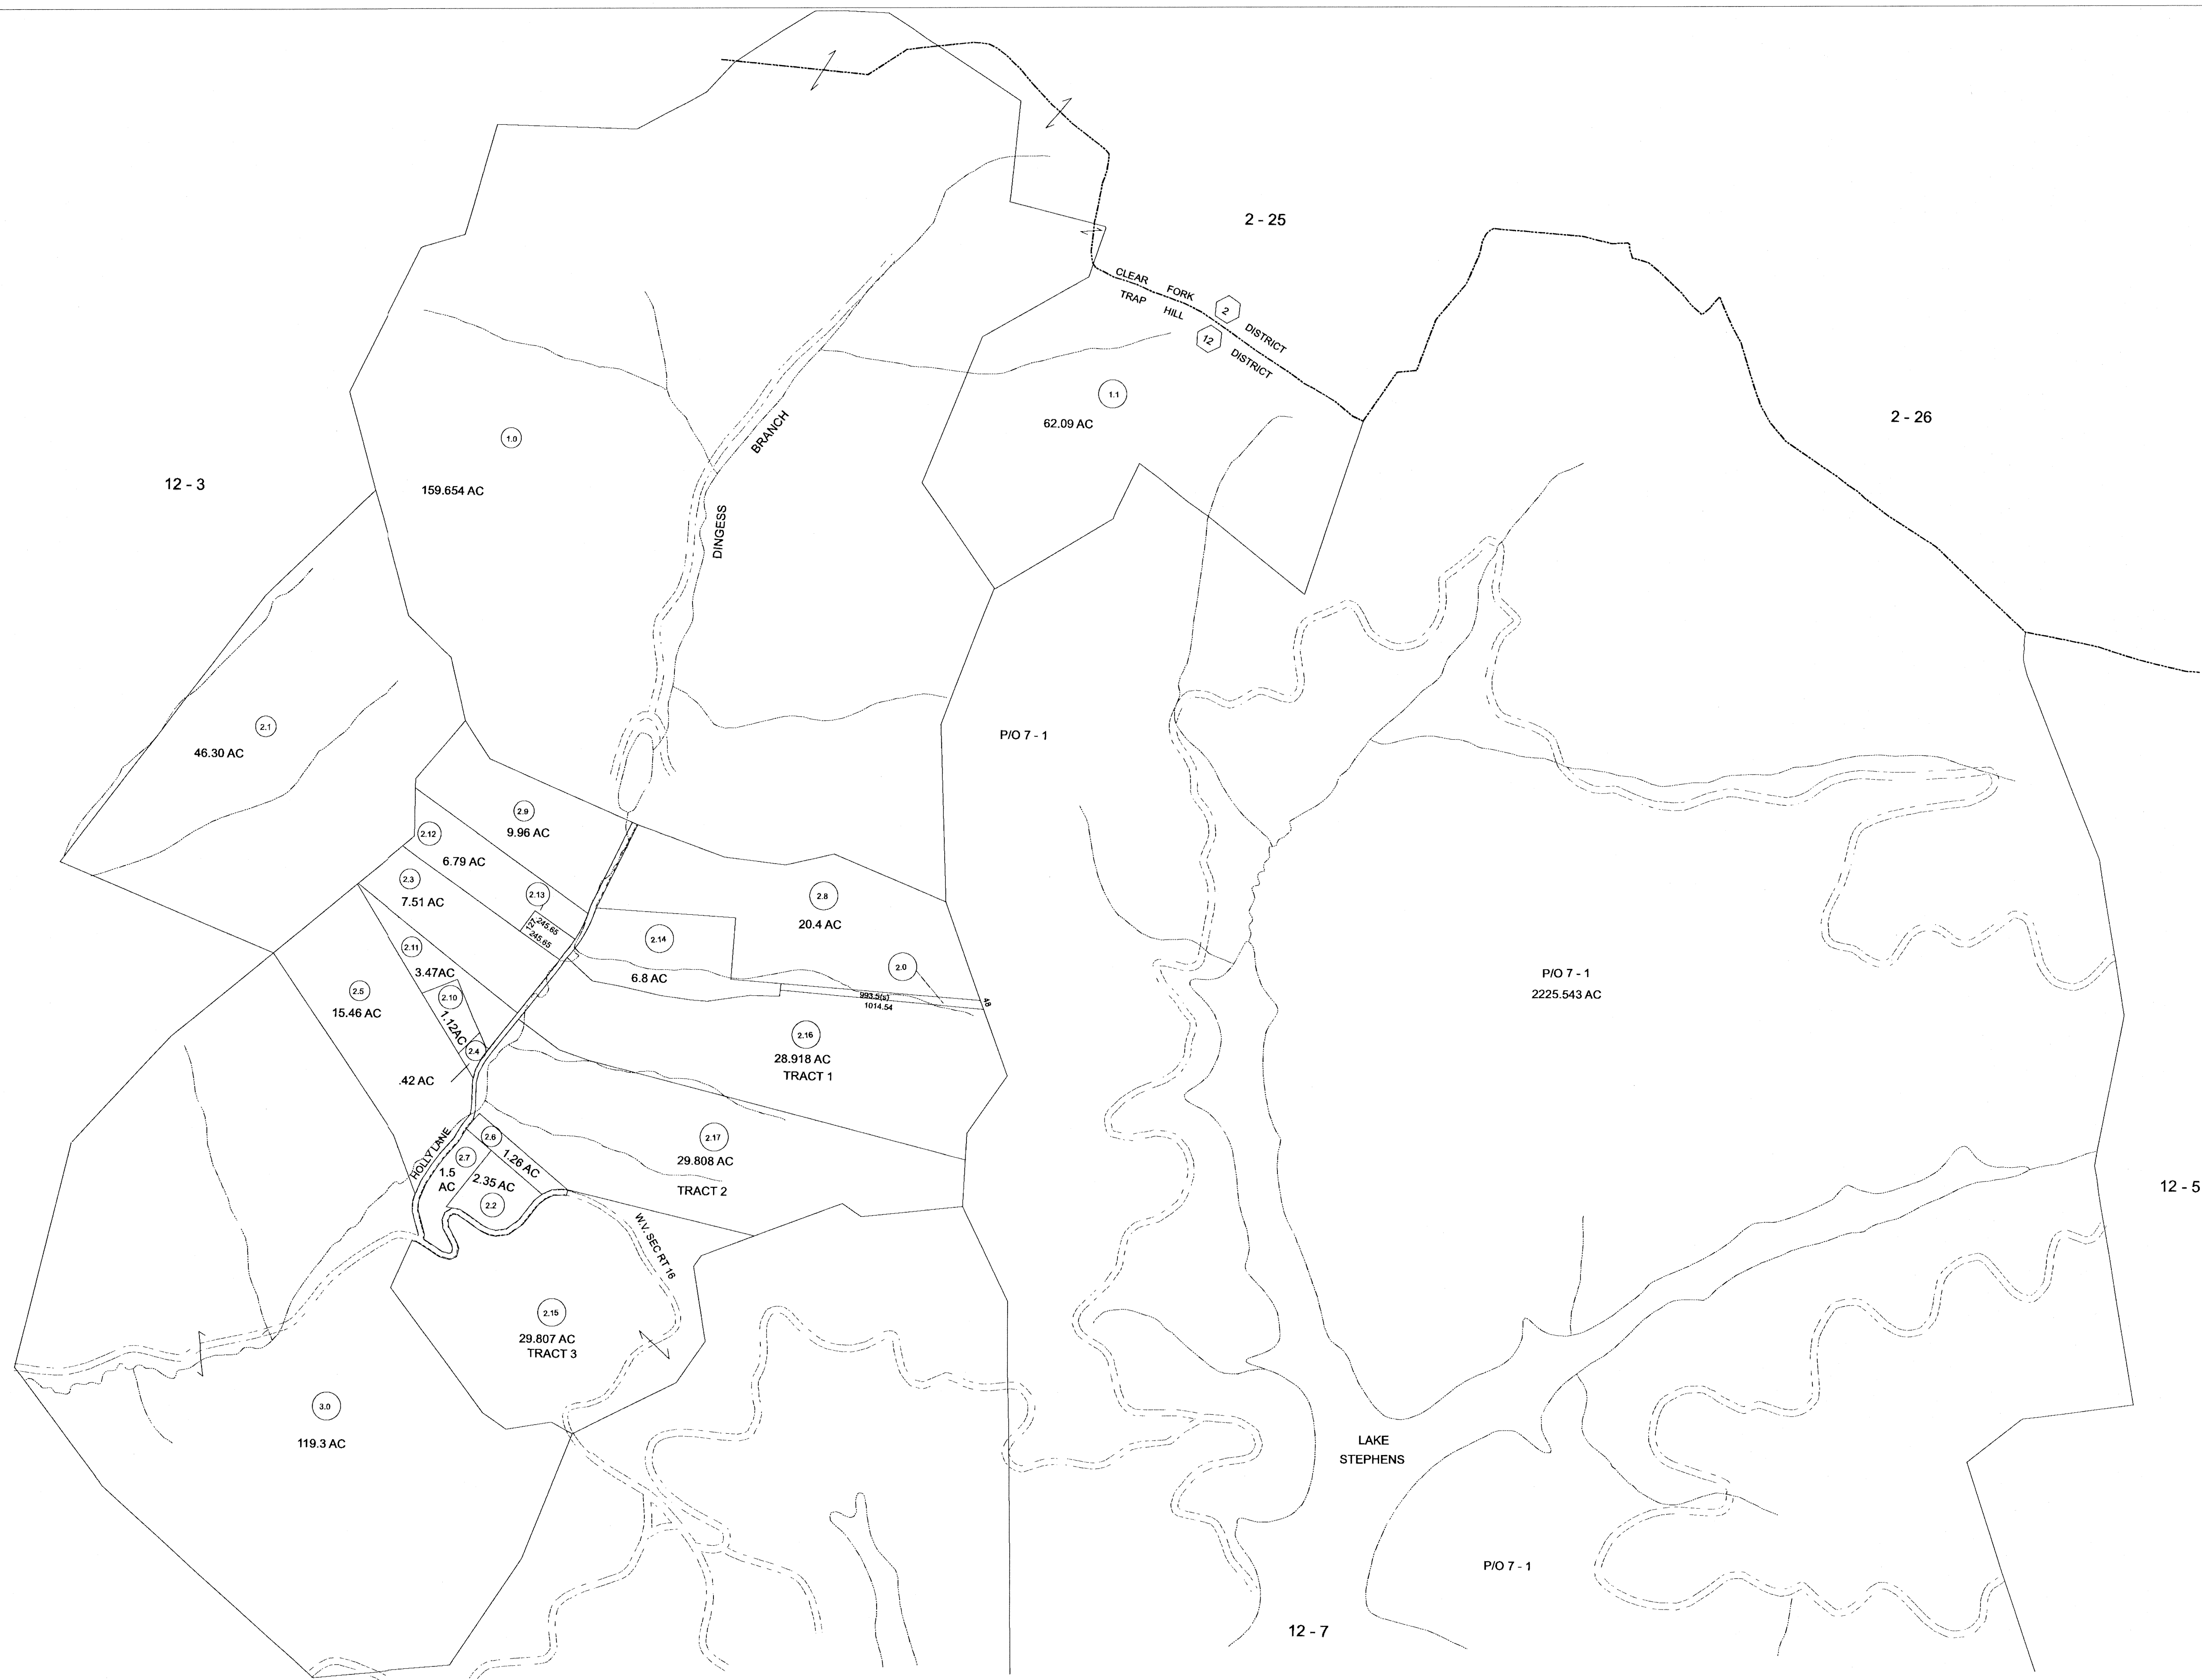 2 - 25
CLEAR FORK
2
DISTRICT
TRAP HILL
12
DISTRICT
1.1
62.09 AC
2 - 26
1.0
159.654 AC
12 - 3
BRANCH
DINGESS
2.1
46.30 AC
P/O 7 - 1
2.9
9.96 AC
2.12
6.79 AC
2.3
7.51 AC
2.13
127
245.65
245.65
2.8
20.4 AC
2.14
6.8 AC
2.0
993.5(s)
1014.54
48
2.11
3.47AC
2.10
1.12AC
2.5
15.46 AC
2.4
.42 AC
2.16
28.918 AC
TRACT 1
P/O 7 - 1
2225.543 AC
2.17
29.808 AC
TRACT 2
HOLLY LANE
2.6
1.26 AC
2.7
1.5
AC
2.35 AC
2.2
12 - 5
W.V. SEC RT 16
2.15
29.807 AC
TRACT 3
3.0
119.3 AC
LAKE
STEPHENS
P/O 7 - 1
12 - 7